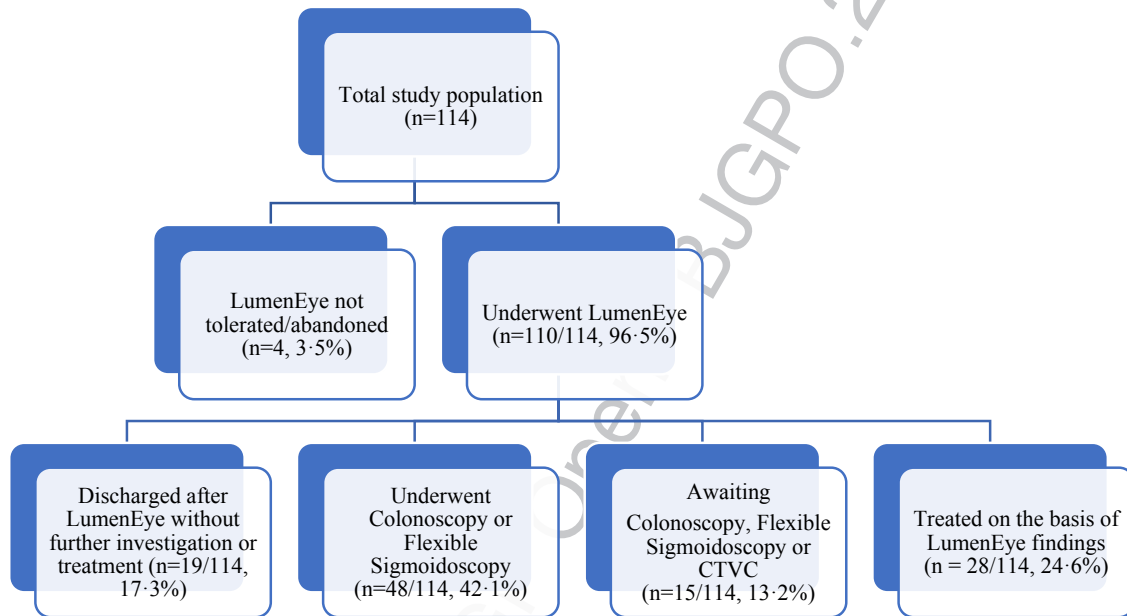 Total study population
(n=114)
LumenEye not
tolerated/abandoned
(n=4, 3·5%)
Underwent LumenEye
(n=110/114, 96·5%)
Discharged after
LumenEye without
further investigation or
treatment (n=19/114,
17·3%)
Underwent
Colonoscopy or
Flexible
Sigmoidoscopy
(n=48/114, 42·1%)
Awaiting
Colonoscopy, Flexible
Sigmoidoscopy or
CTVC
(n=15/114, 13·2%)
Treated on the basis of
LumenEye findings
(n = 28/114, 24·6%)
Open BJGPO.2